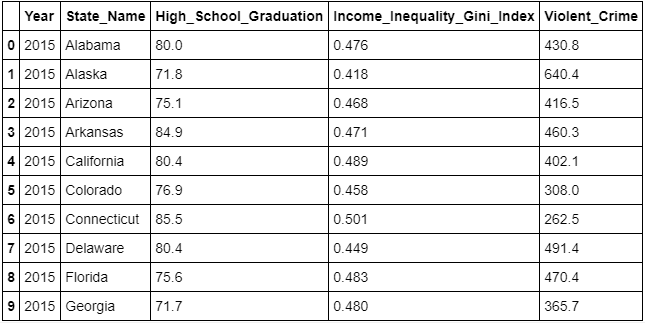 Year State_Name High_School_Graduation Income_Inequality_Gini_Index Violent_Crime
0 2015 Alabama 80.0 0.476 430.8
1 2015 Alaska 71.8 0.418 640.4
2 2015 Arizona 75.1 0.468 416.5
3 2015 Arkansas 84.9 0.471 460.3
4 2015 California 80.4 0.489 402.1
5 2015 Colorado 76.9 0.458 308.0
6 2015 Connecticut 85.5 0.501 262.5
7 2015 Delaware 80.4 0.449 491.4
8 2015 Florida 75.6 0.483 470.4
9 2015 Georgia 71.7 0.480 365.7